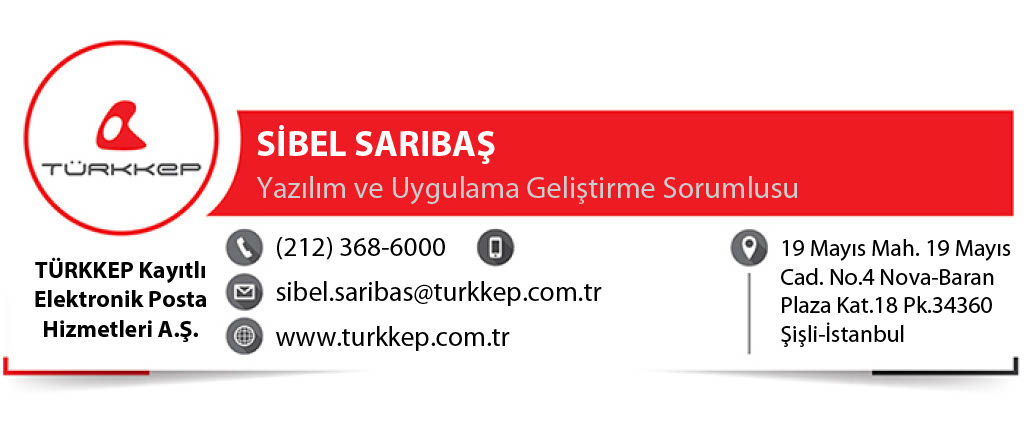 TÜRKKEP
TÜRKKEP Kayıtlı
Elektronik Posta
Hizmetleri A.Ş.
SİBEL SARIBAŞ
Yazılım ve Uygulama Geliştirme Sorumlusu
(212) 368-6000
sibel.saribas@turkkep.com.tr
www.turkkep.com.tr
19 Mayıs Mah. 19 Mayıs
Cad. No.4 Nova-Baran
Plaza Kat.18 Pk.34360
Şişli-İstanbul